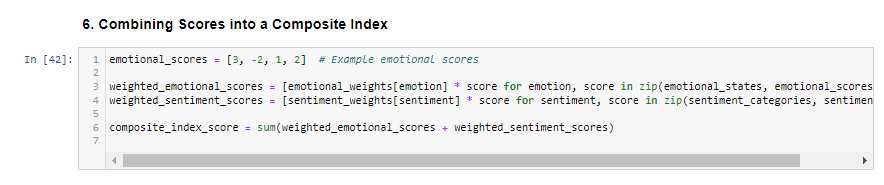 6. Combining Scores into a Composite Index
In [42]:
1 emotional_scores = [3, -2, 1, 2]  # Example emotional scores
2
3 weighted_emotional_scores = [emotional_weights[emotion] * score for emotion, score in zip(emotional_states, emotional_scores
4 weighted_sentiment_scores = [sentiment_weights[sentiment] * score for sentiment, score in zip(sentiment_categories, sentimen
5
6 composite_index_score = sum(weighted_emotional_scores + weighted_sentiment_scores)
7